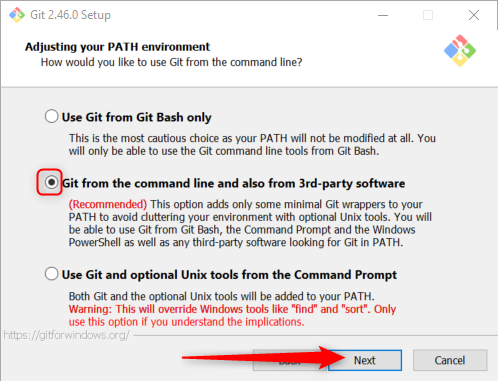 Git 2.46.0 Setup
Adjusting your PATH environment
How would you like to use Git from the command line?
Use Git from Git Bash only
This is the most cautious choice as your PATH will not be modified at all. You
will only be able to use the Git command line tools from Git Bash.
Git from the command line and also from 3rd-party software
(Recommended) This option adds only some minimal Git wrappers to your
PATH to avoid cluttering your environment with optional Unix tools. You will
be able to use Git from Git Bash, the Command Prompt and the Windows
PowerShell as well as any third-party software looking for Git in PATH.
Use Git and optional Unix tools from the Command Prompt
Both Git and the optional Unix tools will be added to your PATH.
Warning: This will override Windows tools like "find" and "sort". Only
use this option if you understand the implications.
https://gitforwindows.org/
Next
Cancel